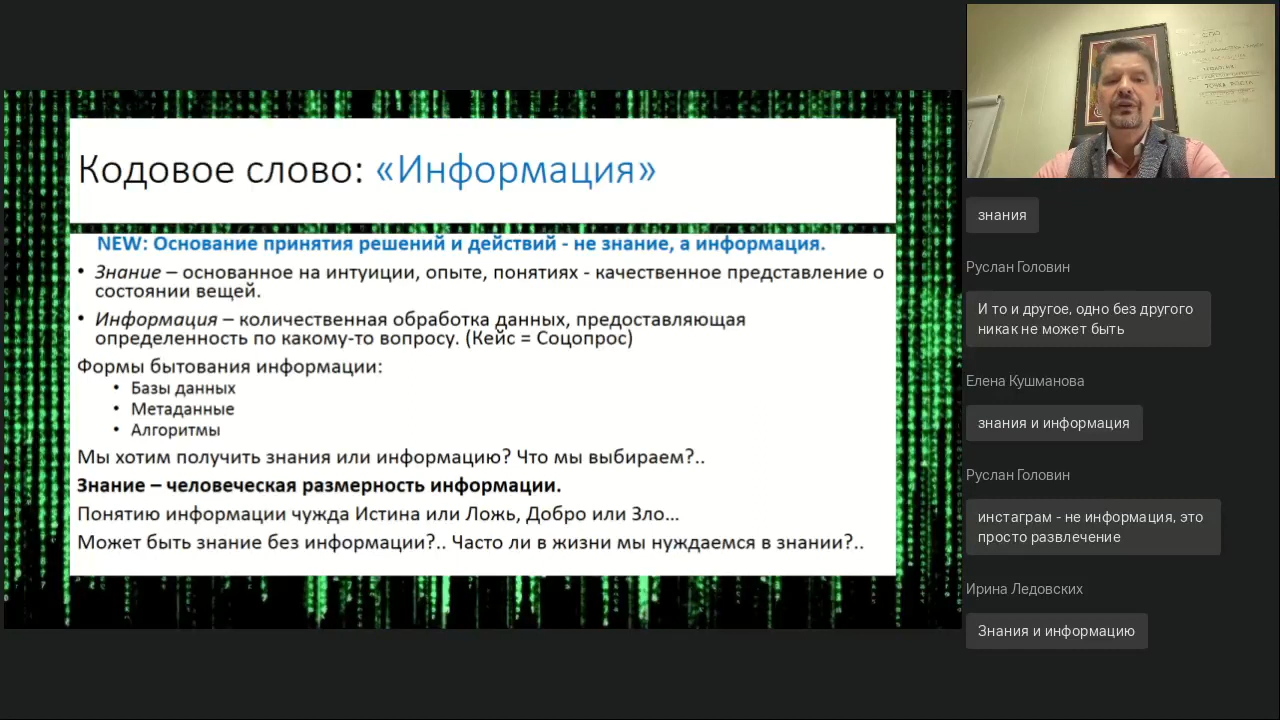 Кодовое слово: «Информация»
NEW: Основание принятия решений и действий - не знание, а информация.
• Знание – основанное на интуиции, опыте, понятиях - качественное представление о
состоянии вещей.
• Информация – количественная обработка данных, предоставляющая
определенность по какому-то вопросу. (Кейс = Соцопрос)
Формы бытования информации:
• Базы данных
• Метаданные
• Алгоритмы
Мы хотим получить знания или информацию? Что мы выбираем?..
Знание – человеческая размерность информации.
Понятию информации чужда Истина или Ложь, Добро или Зло...
Может быть знание без информации?.. Часто ли в жизни мы нуждаемся в знании?..
знания
Руслан Головин
И то и другое, одно без другого
никак не может быть
Елена Кушманова
знания и информация
Руслан Головин
инстаграм - не информация, это
просто развлечение
Ирина Ледовских
Знания и информацию